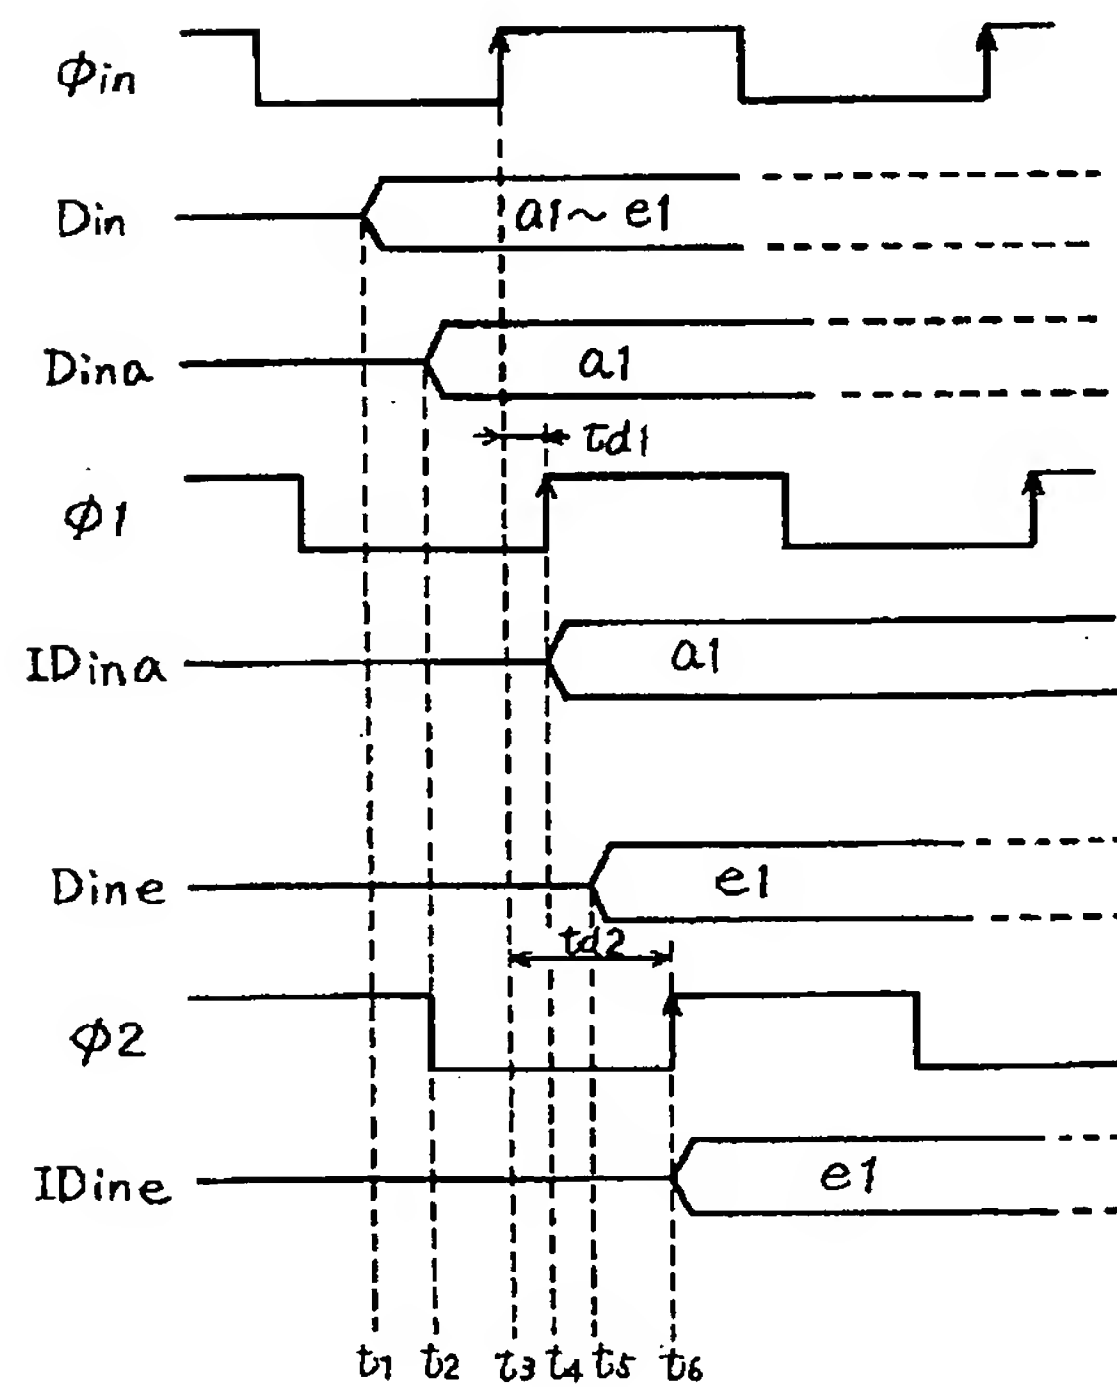 φin
Din
a1~e1
Dina
a1
td1
φ1
IDina
a1
Dine
e1
td2
φ2
IDine
e1
t1 t2 t3 t4 t5 t6